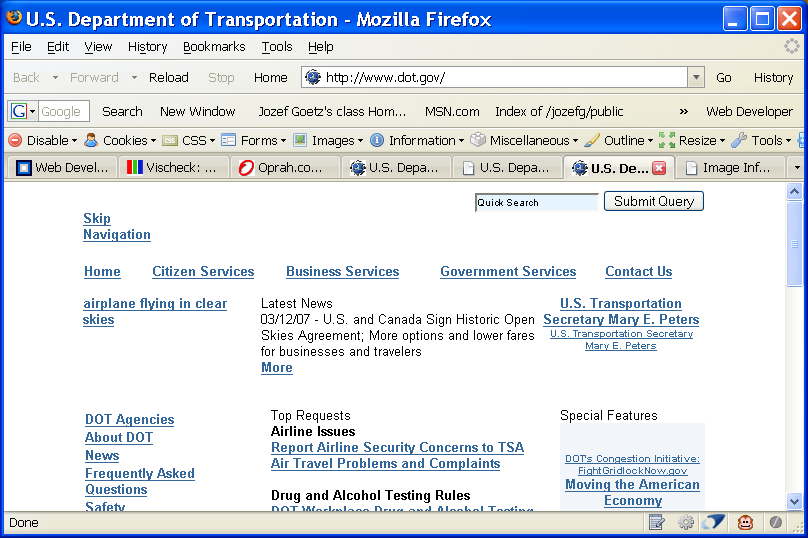 U.S. Department of Transportation - Mozilla Firefox
File Edit View History Bookmarks Tools Help
Back Forward Reload Stop Home http://www.dot.gov/ Go History
G Google Search New Window Jozef Goetz's class Hom... MSN.com Index of /jozefg/public » Web Developer
Disable Cookies CSS Forms Images Information Miscellaneous Outline Resize Tools
Web Devel... Vischeck: ... Oprah.co... U.S. Depa... U.S. Depa... U.S. De... Image Inf...
Quick Search Submit Query
Skip
Navigation
Home Citizen Services Business Services Government Services Contact Us
airplane flying in clear
skies
Latest News
03/12/07 - U.S. and Canada Sign Historic Open
Skies Agreement; More options and lower fares
for businesses and travelers
More
U.S. Transportation
Secretary Mary E. Peters
U.S. Transportation Secretary
Mary E. Peters
DOT Agencies
About DOT
News
Frequently Asked
Questions
Safety
Top Requests
Airline Issues
Report Airline Security Concerns to TSA
Air Travel Problems and Complaints
Drug and Alcohol Testing Rules
DOT Workplace Drug and Alcohol Testing
Special Features
DOT's Congestion Initiative:
FightGridlockNow.gov
Moving the American
Economy
Done